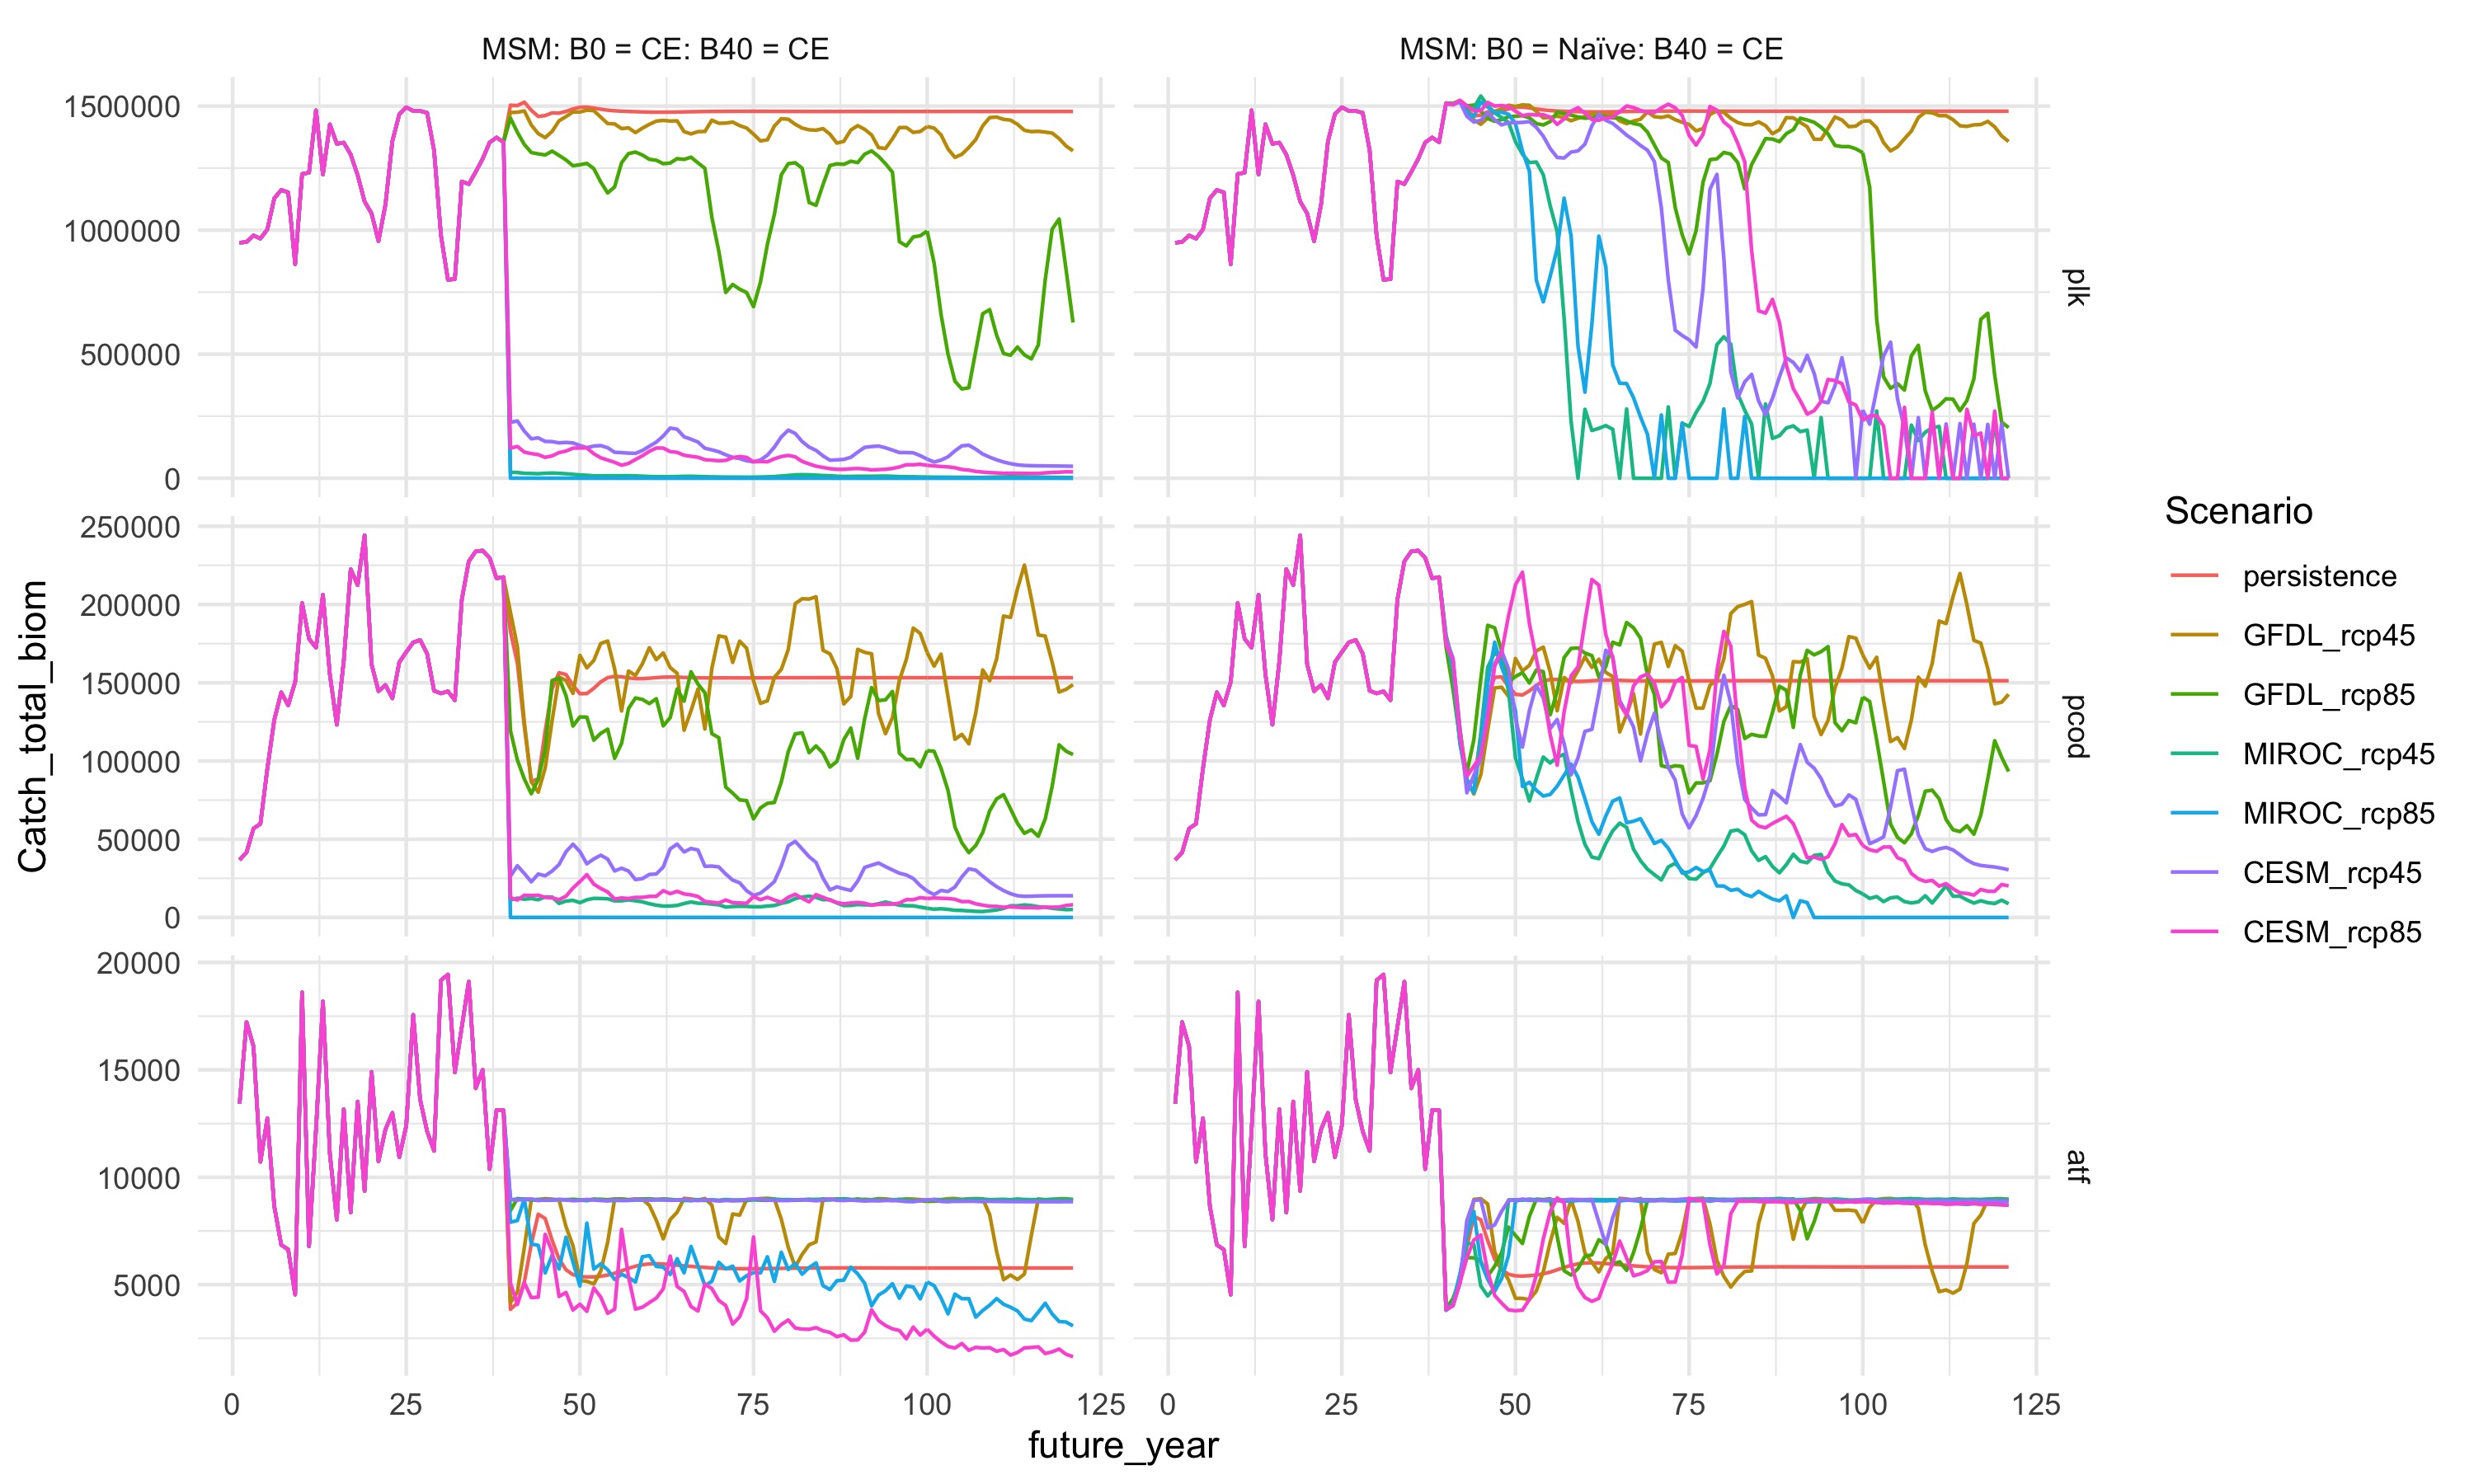 MSM: B0 = CE: B40 = CE
MSM: B0 = Naïve: B40 = CE
1500000
1000000
500000
0
plk
250000
200000
150000
100000
50000
0
pcod
20000
15000
10000
5000
atf
0 25 50 75 100 125
0 25 50 75 100 125
future_year
Catch_total_biom
Scenario
persistence
GFDL_rcp45
GFDL_rcp85
MIROC_rcp45
MIROC_rcp85
CESM_rcp45
CESM_rcp85